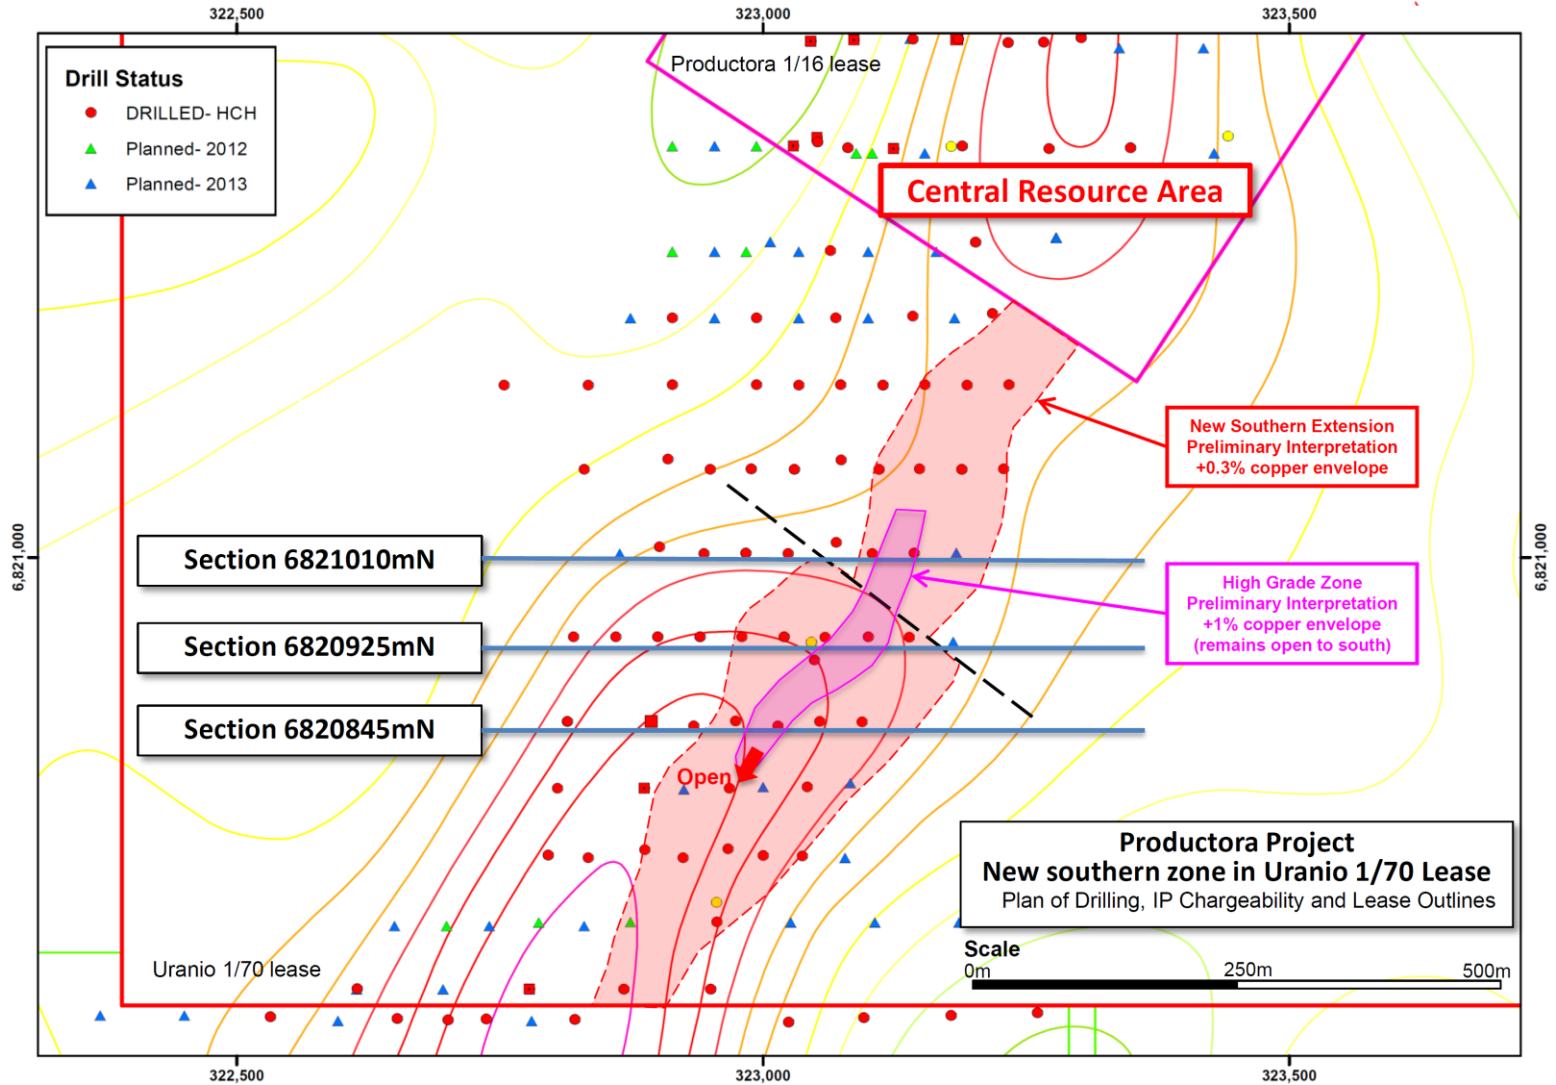 322,500
323,000
323,500
Drill Status
DRILLED- HCH
Planned- 2012
Planned- 2013
Productora 1/16 lease
Central Resource Area
New Southern Extension
Preliminary Interpretation
+0.3% copper envelope
6,821,000
6,821,000
Section 6821010mN
High Grade Zone
Preliminary Interpretation
+1% copper envelope
(remains open to south)
Section 6820925mN
Section 6820845mN
Open
Productora Project
New southern zone in Uranio 1/70 Lease
Plan of Drilling, IP Chargeability and Lease Outlines
Scale
0m
250m
500m
Uranio 1/70 lease
322,500
323,000
323,500